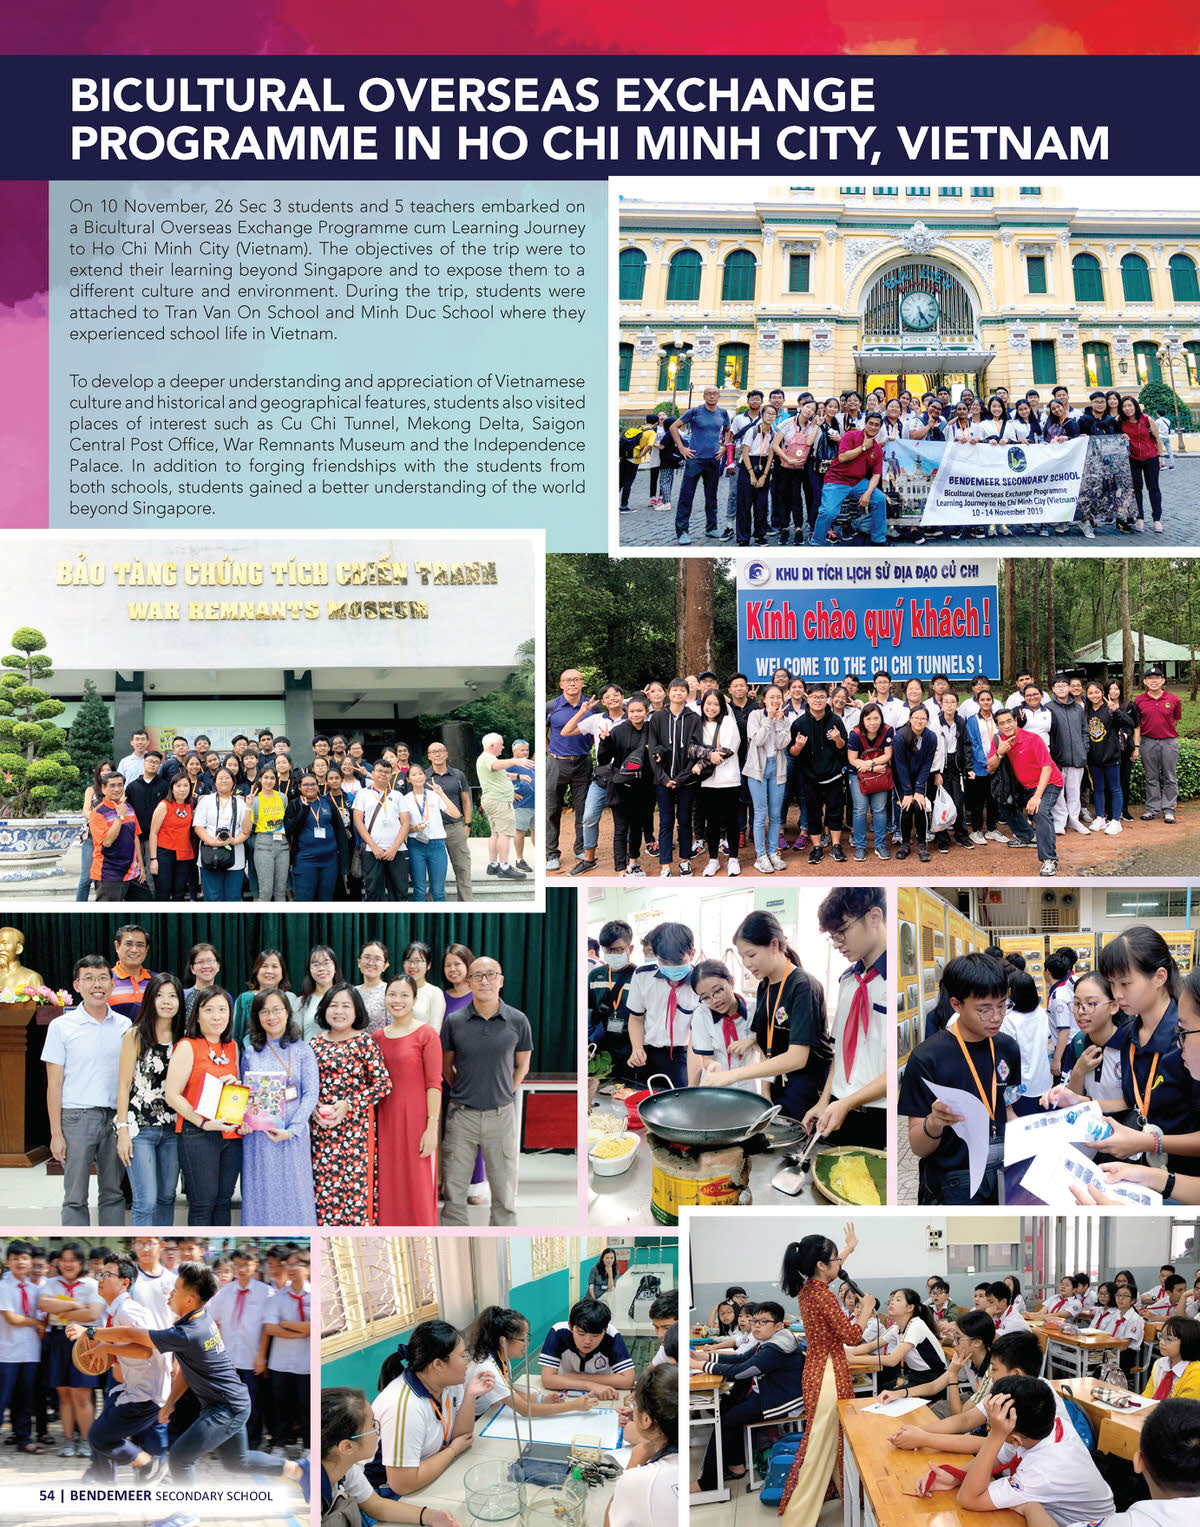 BICULTURAL OVERSEAS EXCHANGE
PROGRAMME IN HO CHI MINH CITY, VIETNAM
On 10 November, 26 Sec 3 students and 5 teachers embarked on
a Bicultural Overseas Exchange Programme cum Learning Journey
to Ho Chi Minh City (Vietnam). The objectives of the trip were to
extend their learning beyond Singapore and to expose them to a
different culture and environment. During the trip, students were
attached to Tran Van On School and Minh Duc School where they
experienced school life in Vietnam.
To develop a deeper understanding and appreciation of Vietnamese
culture and historical and geographical features, students also visited
places of interest such as Cu Chi Tunnel, Mekong Delta, Saigon
Central Post Office, War Remnants Museum and the Independence
Palace. In addition to forging friendships with the students from
both schools, students gained a better understanding of the world
beyond Singapore.
BENDEMEER SECONDARY SCHOOL
Bicultural Overseas Exchange Programme
Learning Journey to Ho Chi Minh City (Vietnam)
10 - 14 November 2019
BẢO TÀNG CHỨNG TÍCH CHIẾN TRANH
WAR REMNANTS MUSEUM
KHU DI TÍCH LỊCH SỬ ĐỊA ĐẠO CỦ CHI
Kính chào quý khách!
WELCOME TO THE CU CHI TUNNELS!
54 | BENDEMEER SECONDARY SCHOOL